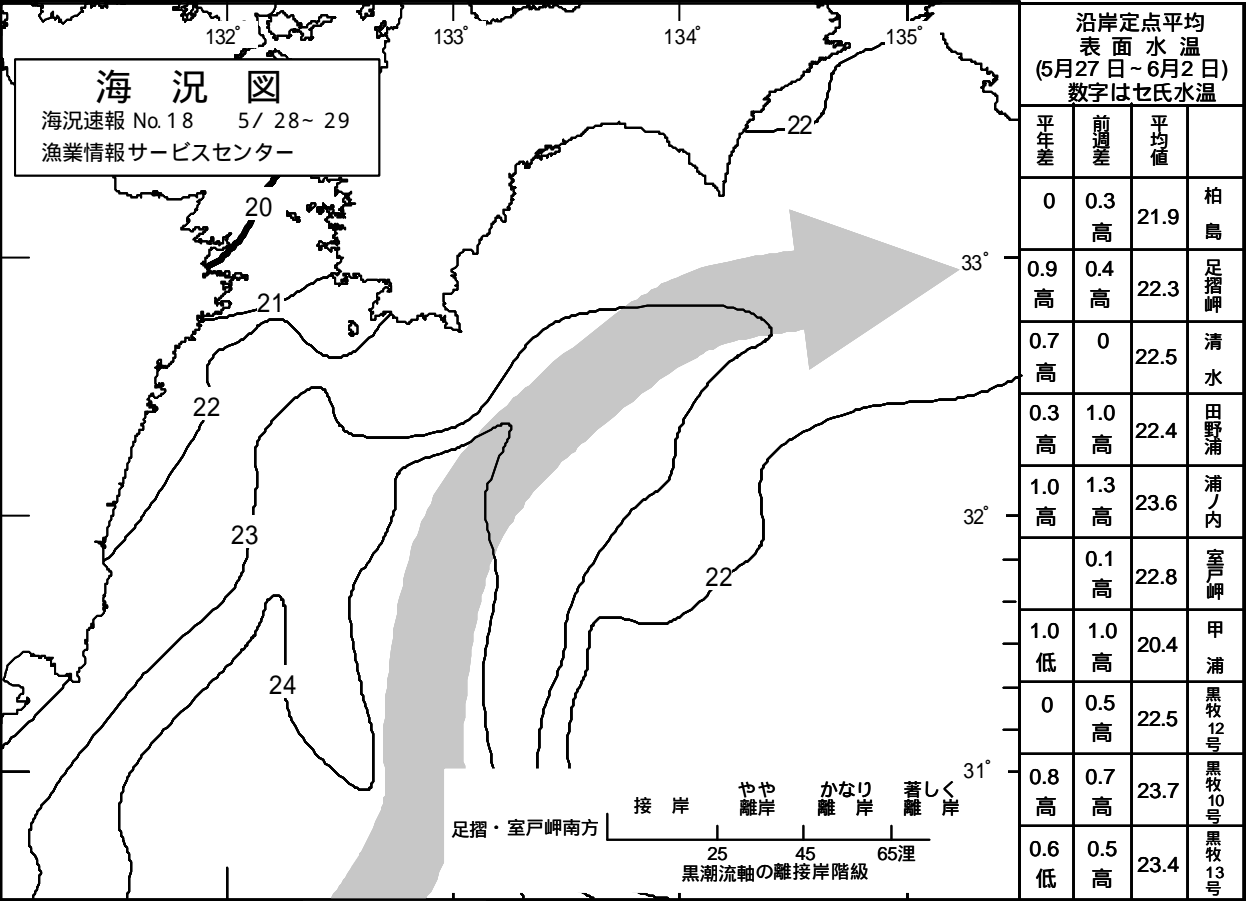 132°
133°
134°
135°
海 況 図
海況速報 No.18 5/28~29
漁業情報サービスセンター
22
20
21
33°
22
23
32°
22
24
31°
接 岸
やや
離岸
かなり
離 岸
著しく
離 岸
足摺・室戸岬南方
25 45 65浬
黒潮流軸の離接岸階級
沿岸定点平均
表 面 水 温
(5月27日~6月2日)
数字はセ氏水温
平年差 前週差 平均値
0 0.3高 21.9 柏島
0.9高 0.4高 22.3 足摺岬
0.7高 0 22.5 清水
0.3高 1.0高 22.4 田野浦
1.0高 1.3高 23.6 浦ノ内
0.1高 22.8 室戸岬
1.0低 1.0高 20.4 甲浦
0 0.5高 22.5 黒牧12号
0.8高 0.7高 23.7 黒牧10号
0.6低 0.5高 23.4 黒牧13号